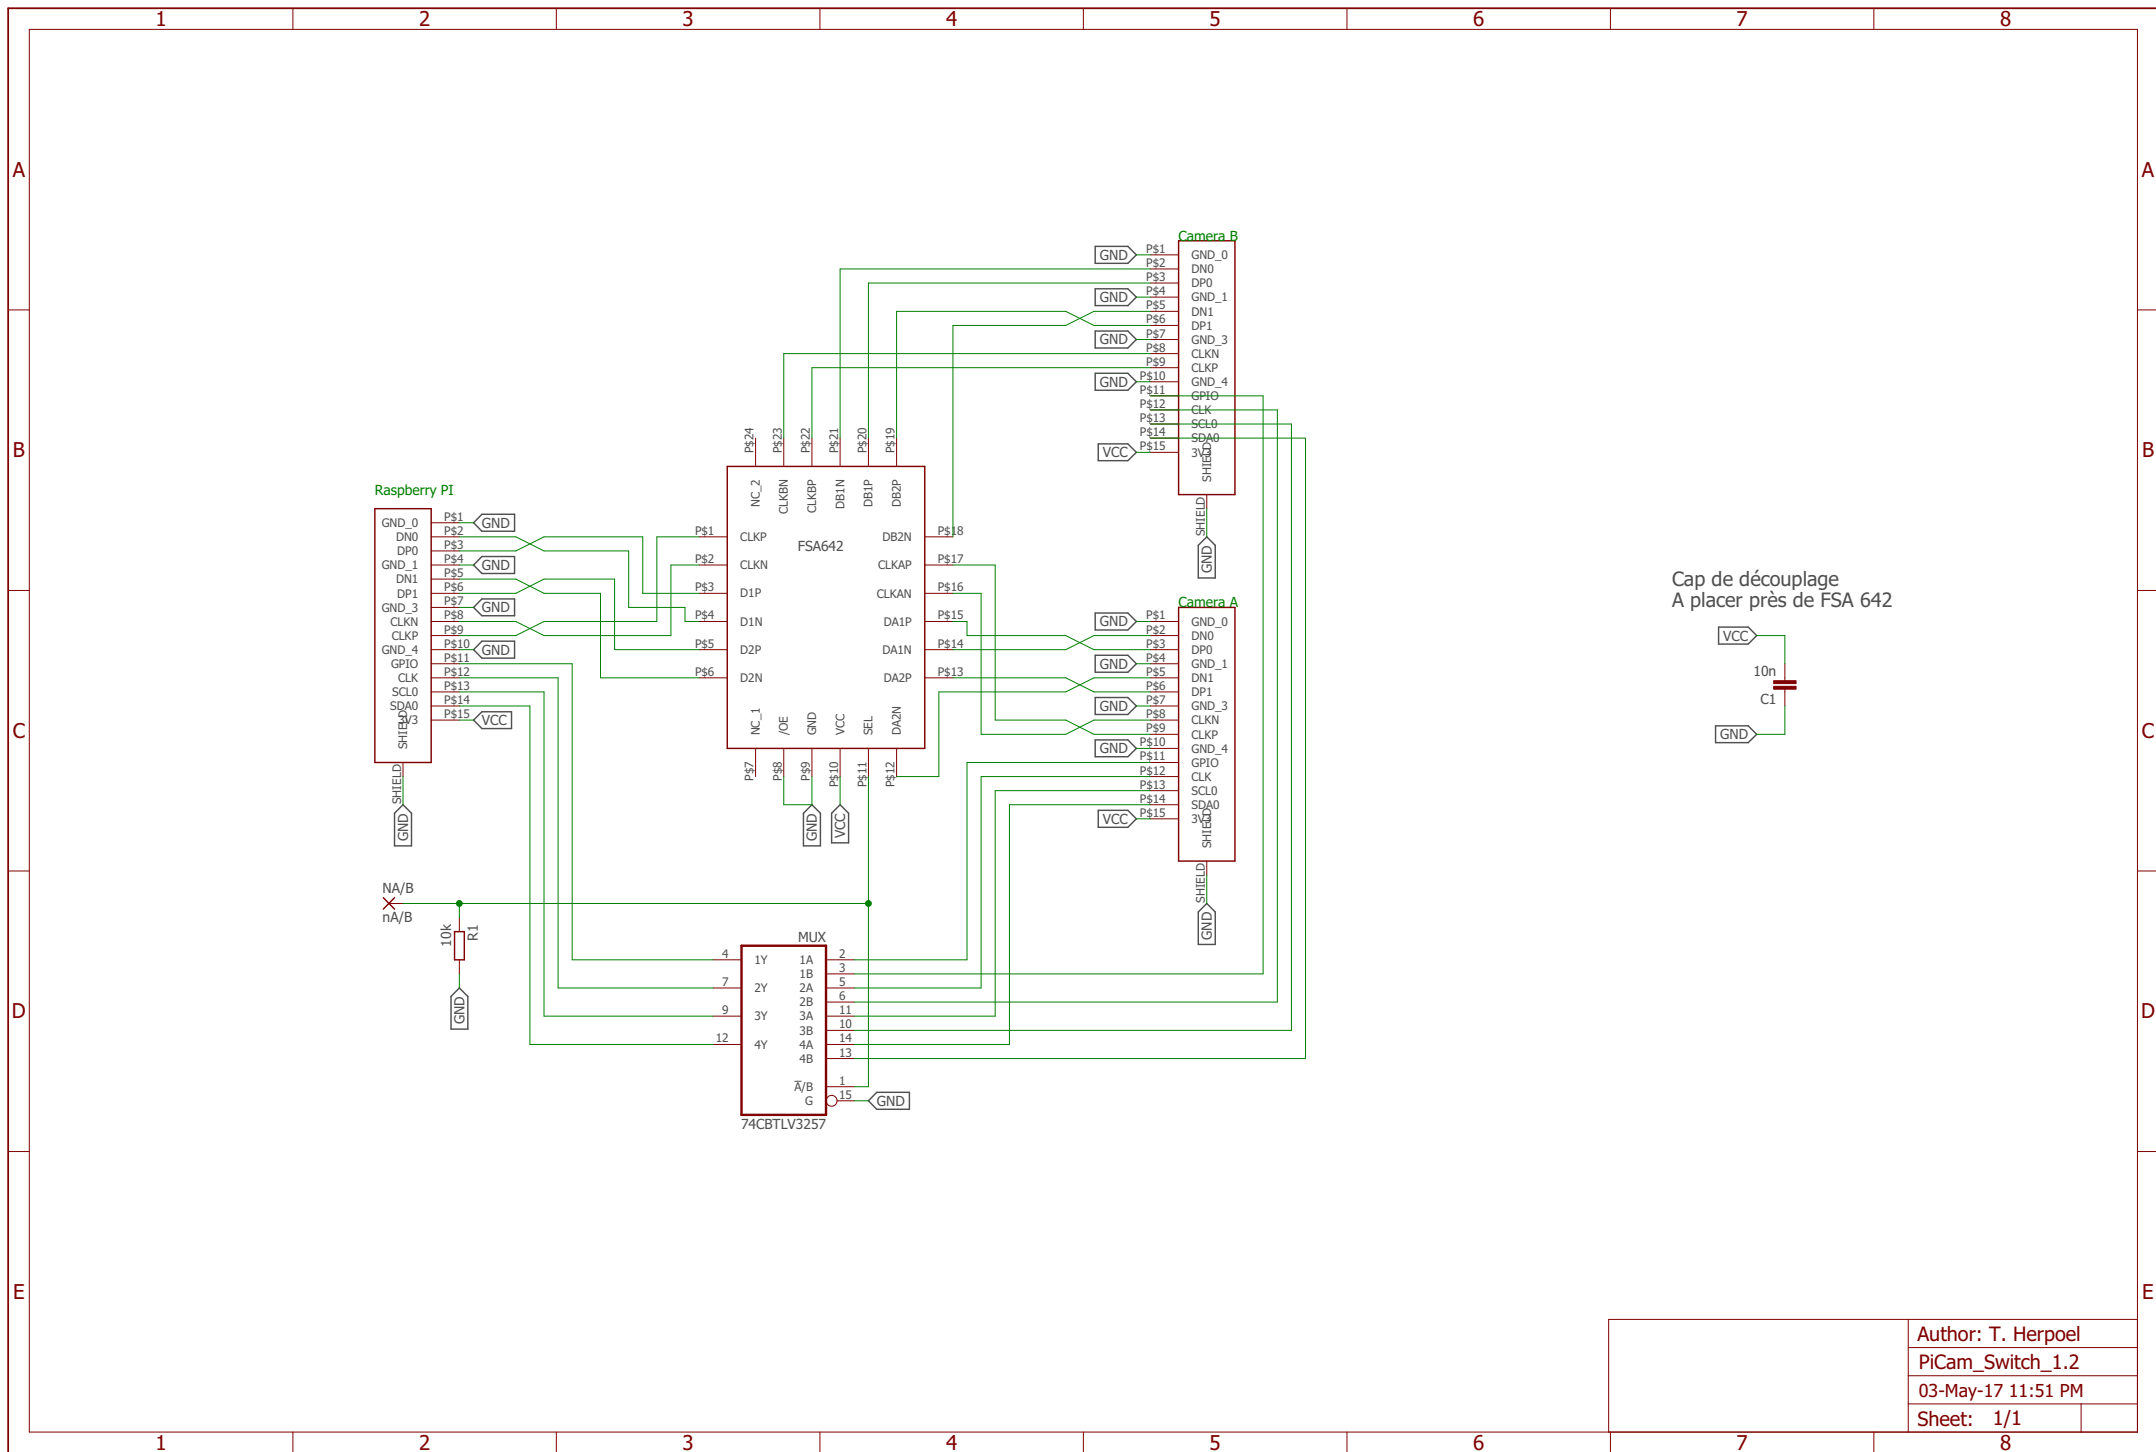 1 2 3 4 5 6 7 8
A A
B B
C C
D D
E E
Camera B
GND P$1 GND_0
P$2 DN0
P$3 DP0
GND P$4 GND_1
P$5 DN1
P$6 DP1
GND P$7 GND_3
P$8 CLKN
P$9 CLKP
GND P$10 GND_4
P$11 GPIO
P$12 CLK
P$13 SCL0
P$14 SDA0
VCC P$15 3V3
SHIELD
SHIELD
GND
Raspberry PI
GND_0 P$1 GND
DN0 P$2
DP0 P$3
GND_1 P$4 GND
DN1 P$5
DP1 P$6
GND_3 P$7 GND
CLKN P$8
CLKP P$9
GND_4 P$10 GND
GPIO P$11
CLK P$12
SCL0 P$13
SDA0 P$14
3V3 P$15 VCC
SHIELD
SHIELD
GND
P$24 P$23 P$22 P$21 P$20 P$19
NC_2 CLKBN CLKBP DB1N DB1P DB2P
FSA642
P$1 CLKP DB2N P$18
P$2 CLKN CLKAP P$17
P$3 D1P CLKAN P$16
P$4 D1N DA1P P$15
P$5 D2P DA1N P$14
P$6 D2N DA2P P$13
NC_1 /OE GND VCC SEL DA2N
P$7 P$8 P$9 P$10 P$11 P$12
GND VCC
Camera A
GND P$1 GND_0
P$2 DN0
P$3 DP0
GND P$4 GND_1
P$5 DN1
P$6 DP1
GND P$7 GND_3
P$8 CLKN
P$9 CLKP
GND P$10 GND_4
P$11 GPIO
P$12 CLK
P$13 SCL0
P$14 SDA0
VCC P$15 3V3
SHIELD
SHIELD
GND
Cap de découplage
A placer près de FSA 642
VCC
10n
C1
GND
NA/B
nA/B
10k R1
GND
MUX
4 1Y 1A 2
1B 3
7 2Y 2A 5
2B 6
9 3Y 3A 11
3B 10
12 4Y 4A 14
4B 13
A̅/B 1
G 15 GND
74CBTLV3257
Author: T. Herpoel
PiCam_Switch_1.2
03-May-17 11:51 PM
Sheet: 1/1
1 2 3 4 5 6 7 8